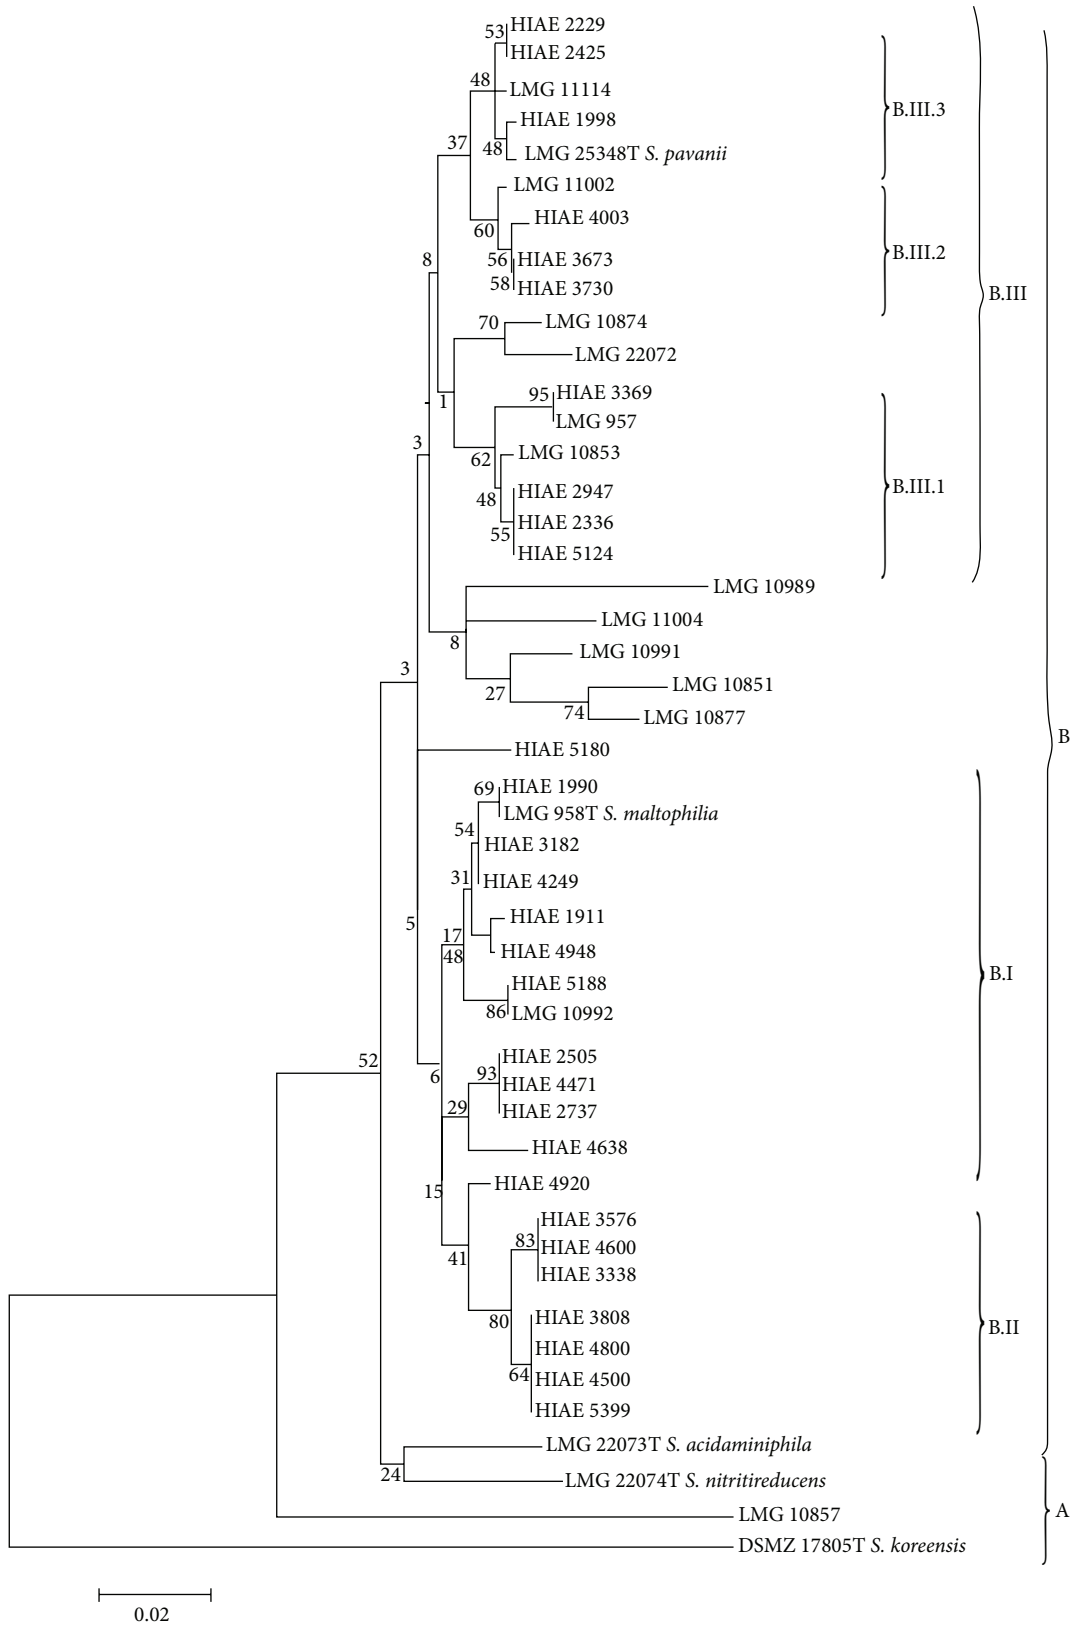 53
HIAE 2229
HIAE 2425
48
LMG 11114
B.III.3
HIAE 1998
37
48
LMG 25348T S. pavanii
LMG 11002
HIAE 4003
60
B.III.2
8
56
HIAE 3673
58
HIAE 3730
B.III
70
LMG 10874
LMG 22072
95
HIAE 3369
1
LMG 957
3
62
LMG 10853
B.III.1
48
HIAE 2947
HIAE 2336
55
HIAE 5124
LMG 10989
LMG 11004
8
LMG 10991
3
27
LMG 10851
74
LMG 10877
B
HIAE 5180
69
HIAE 1990
LMG 958T S. maltophilia
54
HIAE 3182
31
HIAE 4249
HIAE 1911
5
17
48
HIAE 4948
B.I
HIAE 5188
86
LMG 10992
52
HIAE 2505
6
93
HIAE 4471
29
HIAE 2737
HIAE 4638
15
HIAE 4920
HIAE 3576
83
HIAE 4600
41
HIAE 3338
80
HIAE 3808
B.II
HIAE 4800
64
HIAE 4500
HIAE 5399
LMG 22073T S. acidaminiphila
24
LMG 22074T S. nitritireducens
LMG 10857
A
DSMZ 17805T S. koreensis
0.02